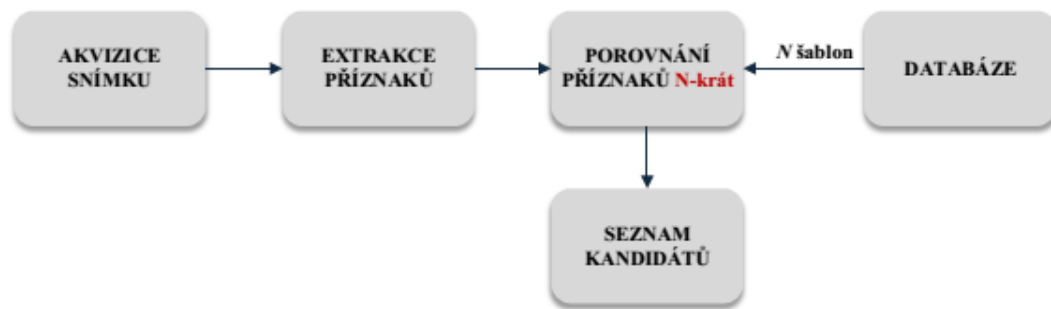 AKVIZICE
SNÍMKU
EXTRAKCE
PŘÍZNAKŮ
POROVNÁNÍ
PŘÍZNAKŮ N-krát
N šablon
DATABÁZE
SEZNAM
KANDIDÁTŮ